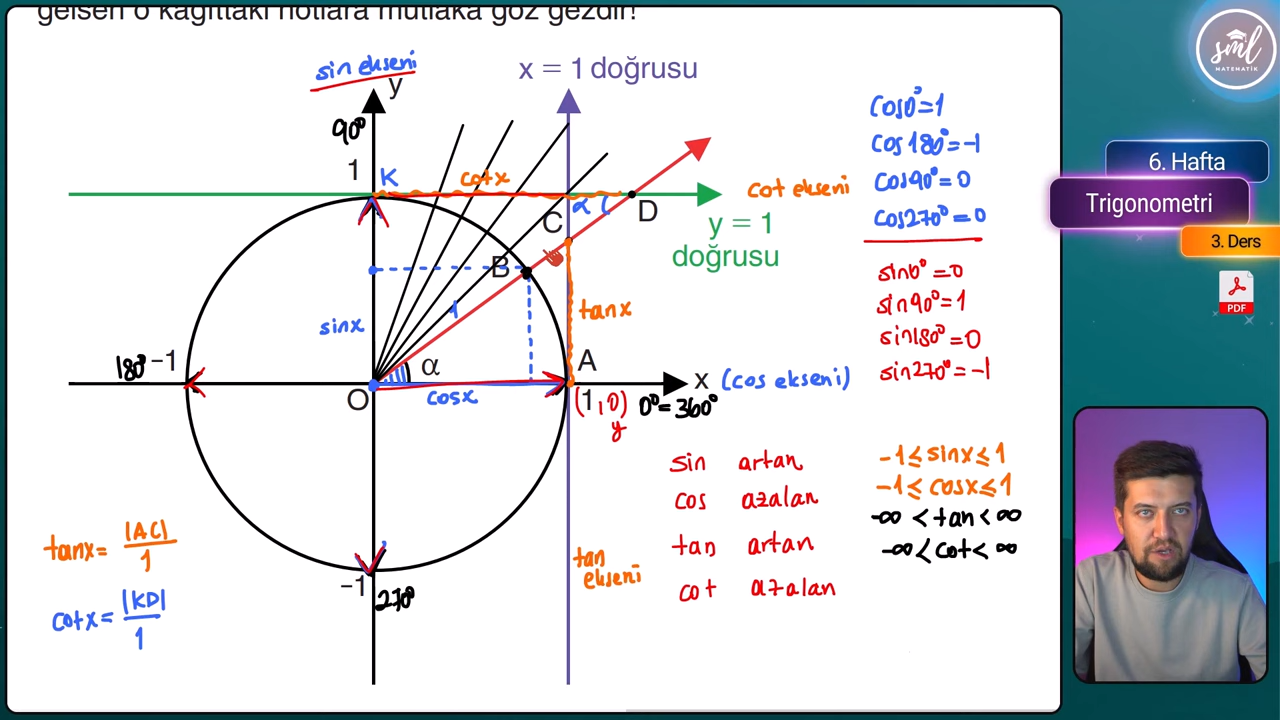 gelsen o kağıttaki notlara mutlaka göz gezdir!
sin ekseni
y
x = 1 doğrusu
90°
1
K
cotx
cot ekseni
α
C
D
y = 1
doğrusu
B
1
sinx
tanx
α
A
180°
−1
O
cosx
1
(1,0)
y
0°=360°
x (cos ekseni)
−1
270°
tan
ekseni
tanx= |AC|/1
cotx= |KD|/1
cos0°=1
cos180°=-1
cos90°=0
cos270°=0
sin0°=0
sin90°=1
sin180°=0
sin270°=-1
sin artan
cos azalan
tan artan
cot azalan
-1≤sinx≤1
-1≤cosx≤1
-∞<tan<∞
-∞<cot<∞
sml
MATEMATİK
6. Hafta
Trigonometri
3. Ders
PDF